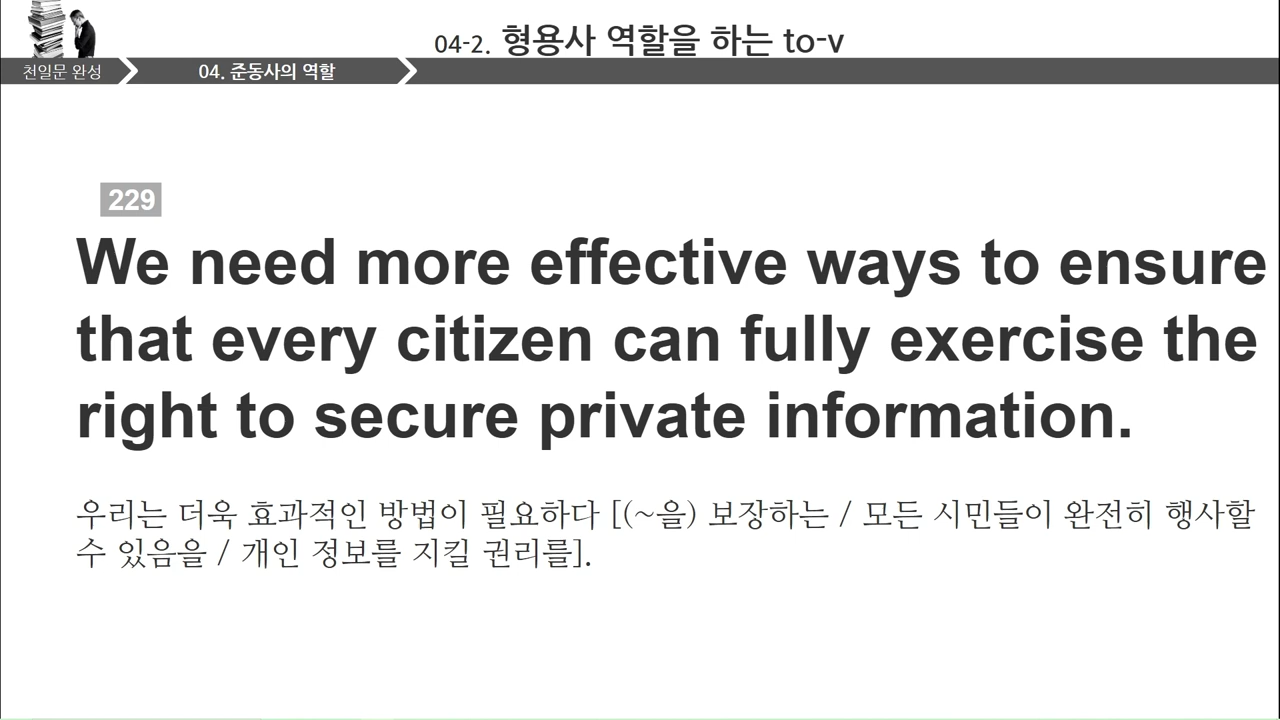 04-2. 형용사 역할을 하는 to-v
천일문 완성
04. 준동사의 역할
229
We need more effective ways to ensure
that every citizen can fully exercise the
right to secure private information.
우리는 더욱 효과적인 방법이 필요하다 [(~을) 보장하는 / 모든 시민들이 완전히 행사할
수 있음을 / 개인 정보를 지킬 권리를].